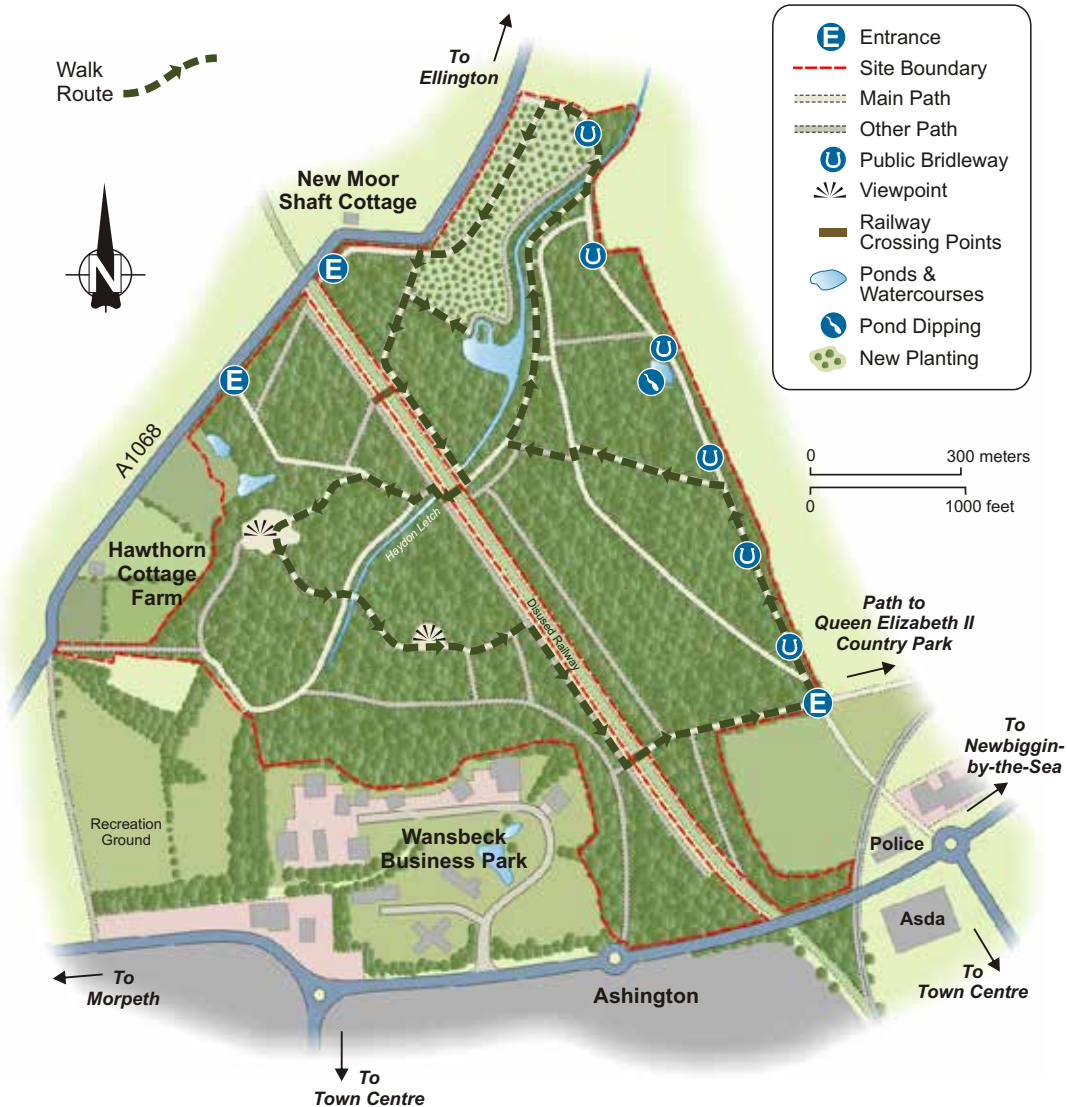 To
Ellington
Walk
Route
E Entrance
Site Boundary
Main Path
Other Path
Public Bridleway
Viewpoint
Railway
Crossing Points
Ponds &
Watercourses
Pond Dipping
New Planting
New Moor
Shaft Cottage
N
E
E
A1068
0 300 meters
0 1000 feet
Haydon Letch
Hawthorn
Cottage
Farm
Disused Railway
Path to
Queen Elizabeth II
Country Park
E
To
Newbiggin-
by-the-Sea
Recreation
Ground
Wansbeck
Business Park
Police
Asda
To
Morpeth
Ashington
To
Town Centre
To
Town Centre